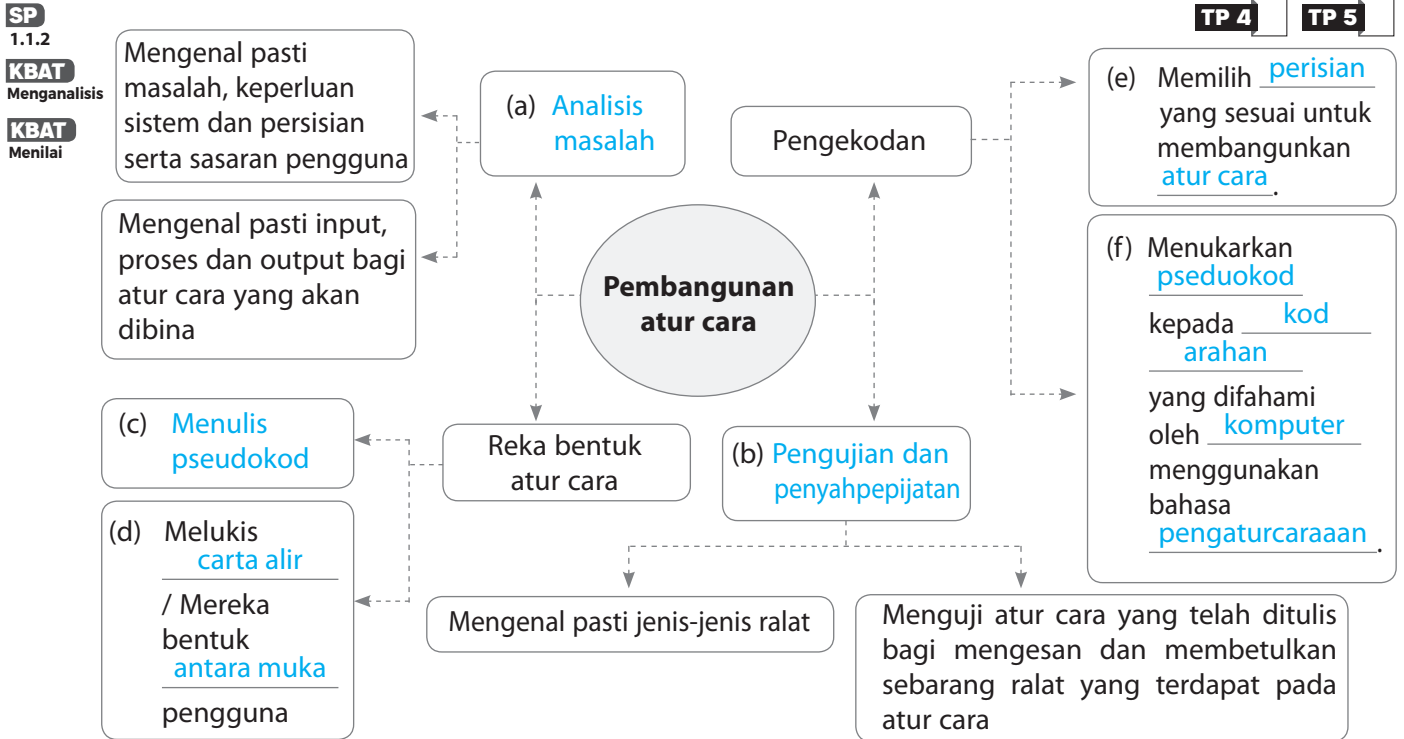 SP
1.1.2
KBAT
Menganalisis
KBAT
Menilai
TP 4
TP 5
Mengenal pasti
masalah, keperluan
sistem dan persisian
serta sasaran pengguna
Mengenal pasti input,
proses dan output bagi
atur cara yang akan
dibina
(a) Analisis
masalah
Pengekodan
(e) Memilih perisian
yang sesuai untuk
membangunkan
atur cara.
(f) Menukarkan
pseduokod
kepada kod
arahan
yang difahami
oleh komputer
menggunakan
bahasa
pengaturcaraaan.
Pembangunan
atur cara
(c) Menulis
pseudokod
(d) Melukis
carta alir
/ Mereka
bentuk
antara muka
pengguna
Reka bentuk
atur cara
(b) Pengujian dan
penyahpepijatan
Mengenal pasti jenis-jenis ralat
Menguji atur cara yang telah ditulis
bagi mengesan dan membetulkan
sebarang ralat yang terdapat pada
atur cara